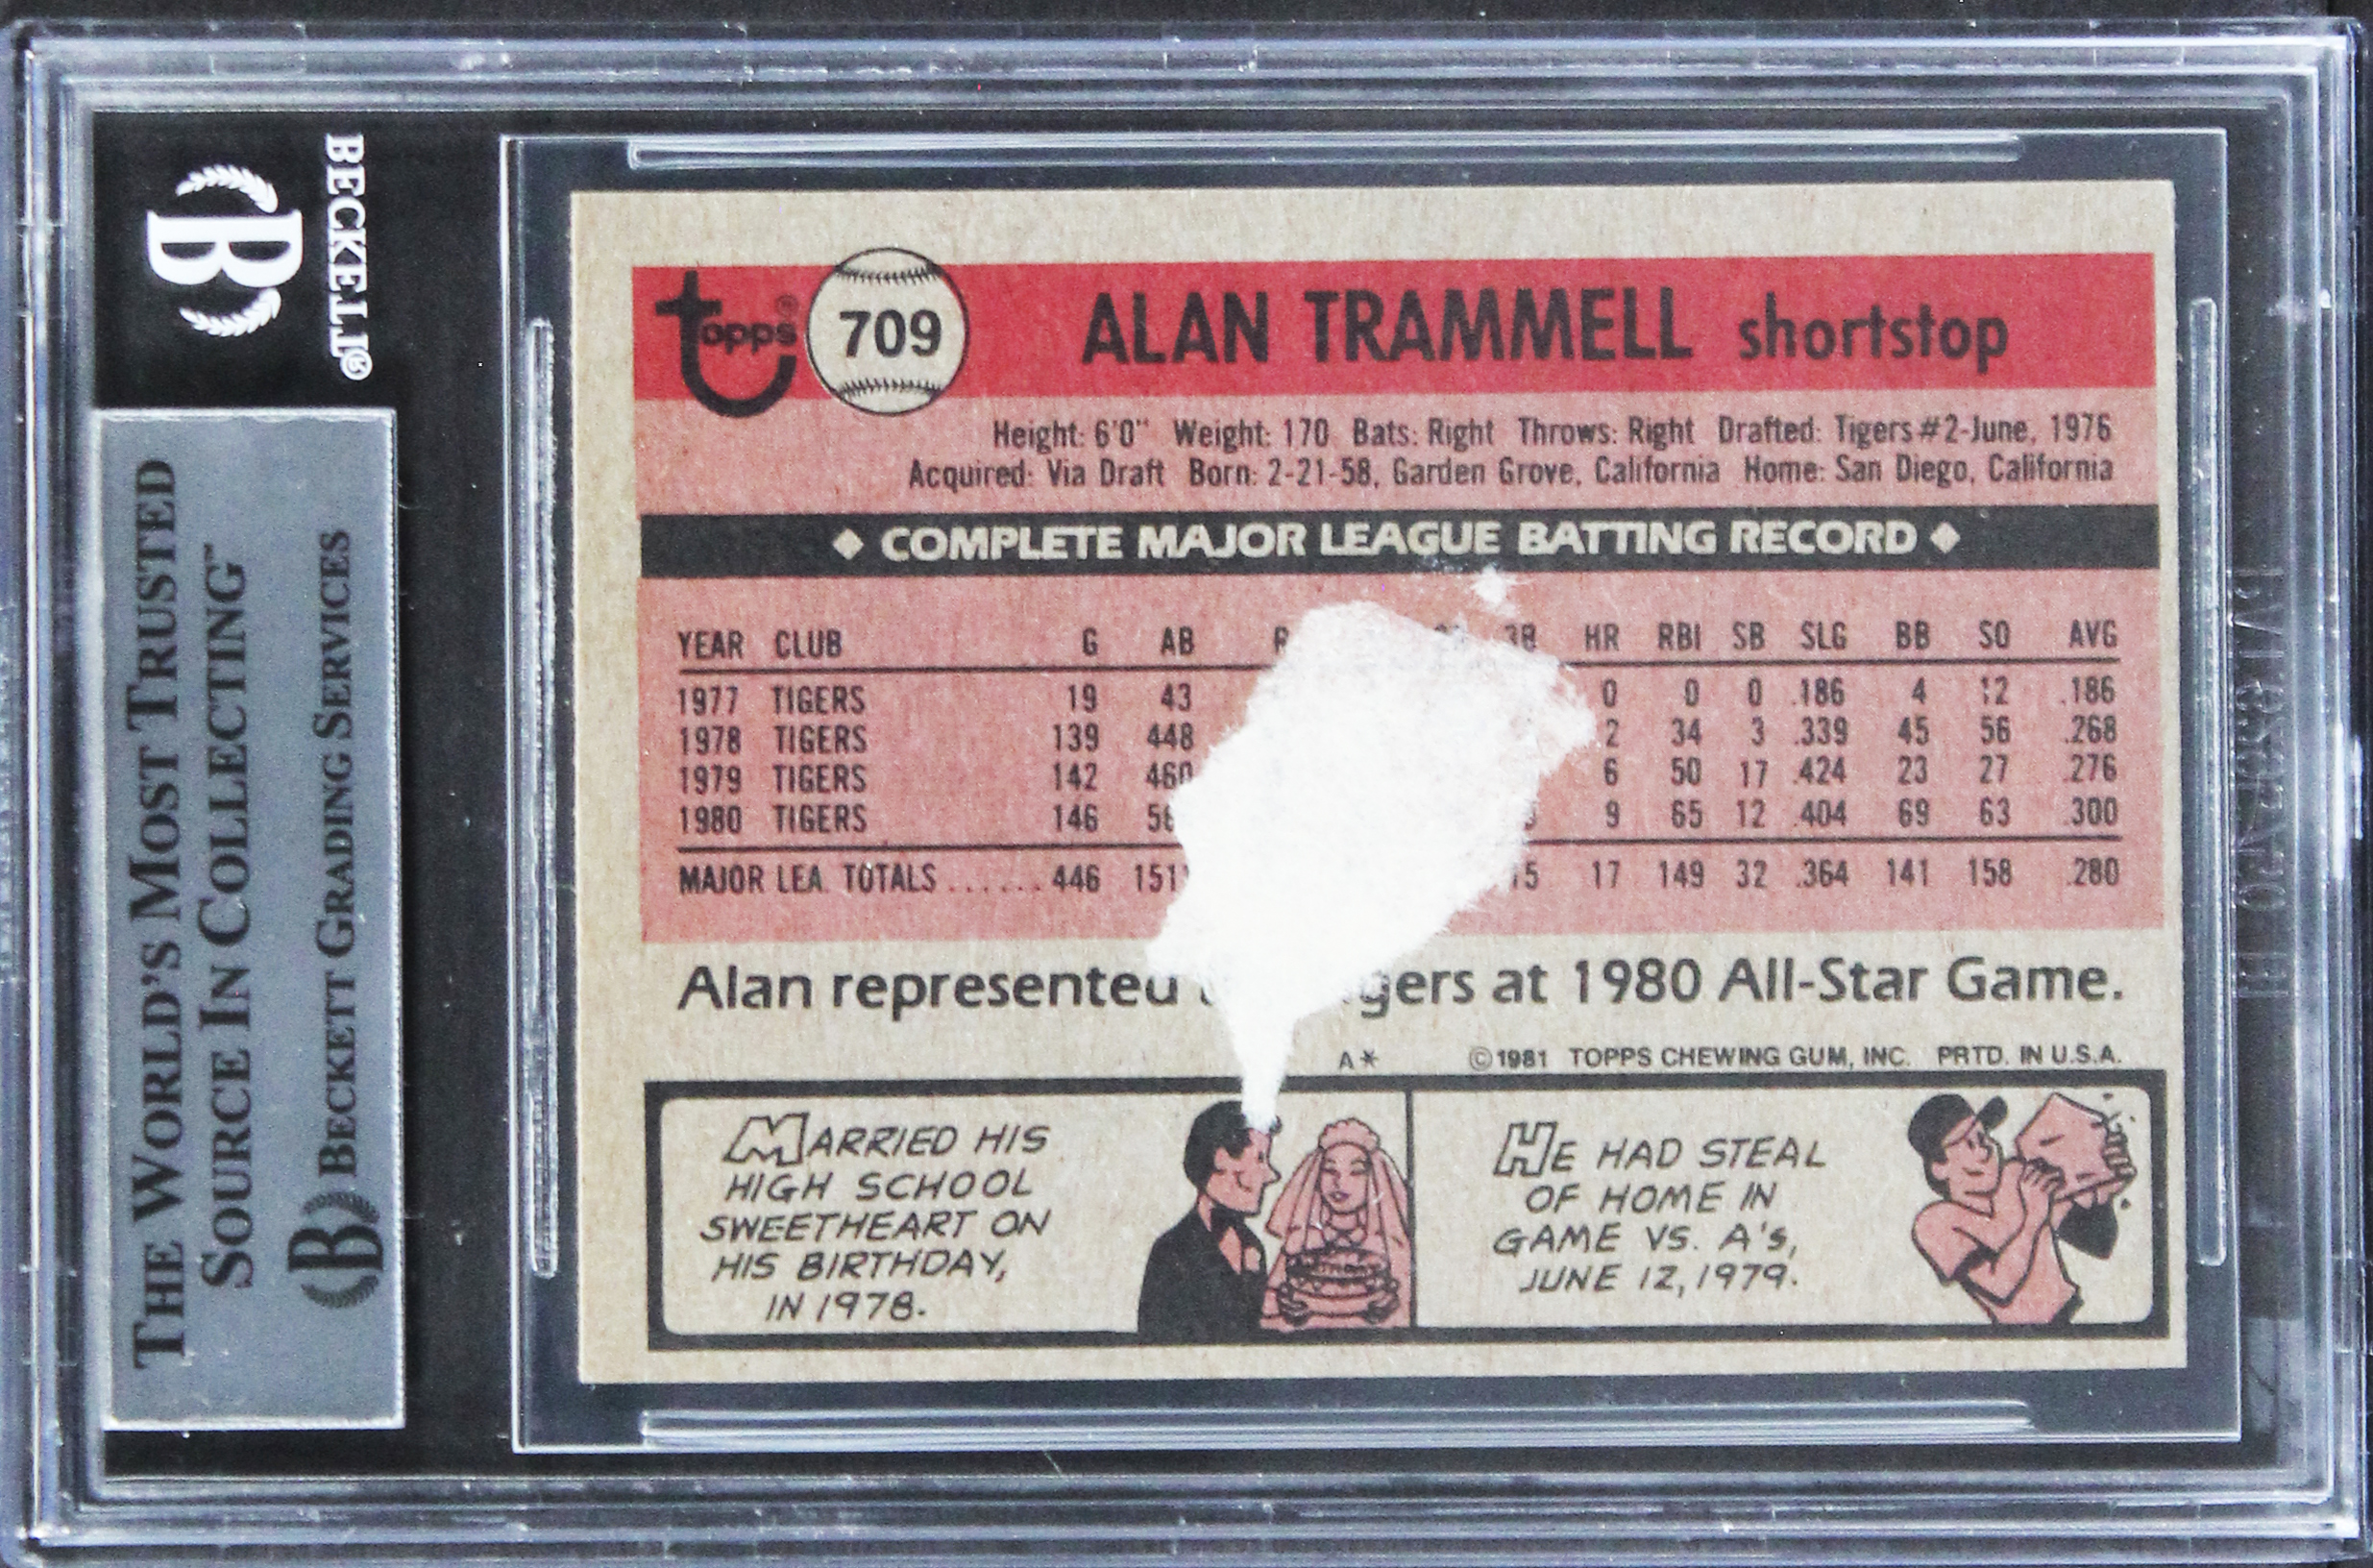 BECKETT®
B
THE WORLD'S MOST TRUSTED
SOURCE IN COLLECTING™
B BECKETT GRADING SERVICES
Topps® 709 ALAN TRAMMELL shortstop
Height: 6'0" Weight: 170 Bats: Right Throws: Right Drafted: Tigers #2-June, 1976
Acquired: Via Draft Born: 2-21-58, Garden Grove, California Home: San Diego, California
◆ COMPLETE MAJOR LEAGUE BATTING RECORD ◆
YEAR CLUB G AB 3B HR RBI SB SLG BB SO AVG
1977 TIGERS 19 43 0 0 0 .186 4 12 .186
1978 TIGERS 139 448 2 34 3 .339 45 56 .268
1979 TIGERS 142 460 6 50 17 .424 23 27 .276
1980 TIGERS 146 9 65 12 .404 69 63 .300
MAJOR LEA. TOTALS ...... 446 15 17 149 32 .364 141 158 .280
Alan represented at 1980 All-Star Game.
A* ©1981 TOPPS CHEWING GUM, INC. PRTD. IN U.S.A.
MARRIED HIS
HIGH SCHOOL
SWEETHEART ON
HIS BIRTHDAY,
IN 1978.
HE HAD STEAL
OF HOME IN
GAME VS. A's,
JUNE 12, 1979.